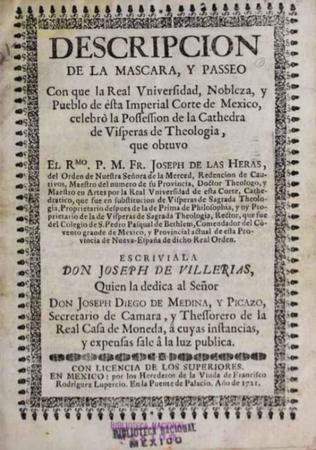 DESCRIPCION
DE LA MASCARA, Y PASSEO
Con que la Real Vniversidad, Nobleza, y
Pueblo de ésta Imperial Corte de Mexico,
celebrò la Possession de la Cathedra
de Vísperas de Theologia,
que obtuvo
EL R.MO. P. M. FR. JOSEPH DE LAS HERAS,
del Orden de Nuestra Señora de la Merced, Redencion de Cau-
tivos, Maestro del numero de su Provincia, Doctor Theologo, y
Maestro en Artes por la Real Vniversidad de esta Corte, Cathe-
dratico, que fue en substitucion de Vísperas de Sagrada Theolo-
gia, Proprietario despues de la de Prima de Philosophia, y oy Pro-
prietario de la de Vísperas de Sagrada Theologia, Rector, que fue
del Colegio de S. Pedro Pasqual de Bethlem, Comendador del Có-
vento grande de Mexico, y Provincial actual de esta Pro-
vincia de Nueva-España de dicho Real Orden.
ESCRIVIALA
DON JOSEPH DE VILLERIAS,
Quien la dedica al Señor
DON JOSEPH DIEGO DE MEDINA, Y PICAZO,
Secretario de Camara, y Thessorero de la
Real Casa de Moneda, â cuyas instancias,
y expensas sale â la luz publica.
CON LICENCIA DE LOS SUPERIORES.
EN MEXICO: por los Herederos de la Viuda de Francisco
Rodriguez Lupercio. En la Puente de Palacio. Año de 1721.
BIBLIOTECA NACIONAL
MEXICO